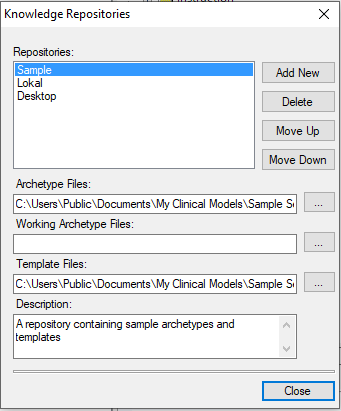 Knowledge Repositories
Repositories:
Sample
Lokal
Desktop
Add New
Delete
Move Up
Move Down
Archetype Files:
C:\Users\Public\Documents\My Clinical Models\Sample
...
Working Archetype Files:
...
Template Files:
C:\Users\Public\Documents\My Clinical Models\Sample
...
Description:
A repository containing sample archetypes and
templates
Close